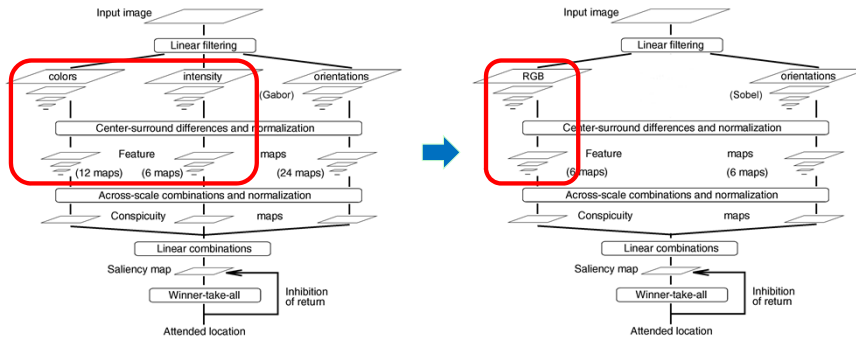 Input image
Linear filtering
colors intensity orientations
(Gabor)
Center-surround differences and normalization
Feature maps
(12 maps) (6 maps) (24 maps)
Across-scale combinations and normalization
Conspicuity maps
Linear combinations
Saliency map
Winner-take-all
Inhibition
of return
Attended location
Input image
Linear filtering
RGB orientations
(Sobel)
Center-surround differences and normalization
Feature maps
(6 maps) (6 maps)
Across-scale combinations and normalization
Conspicuity maps
Linear combinations
Saliency map
Winner-take-all
Inhibition
of return
Attended location